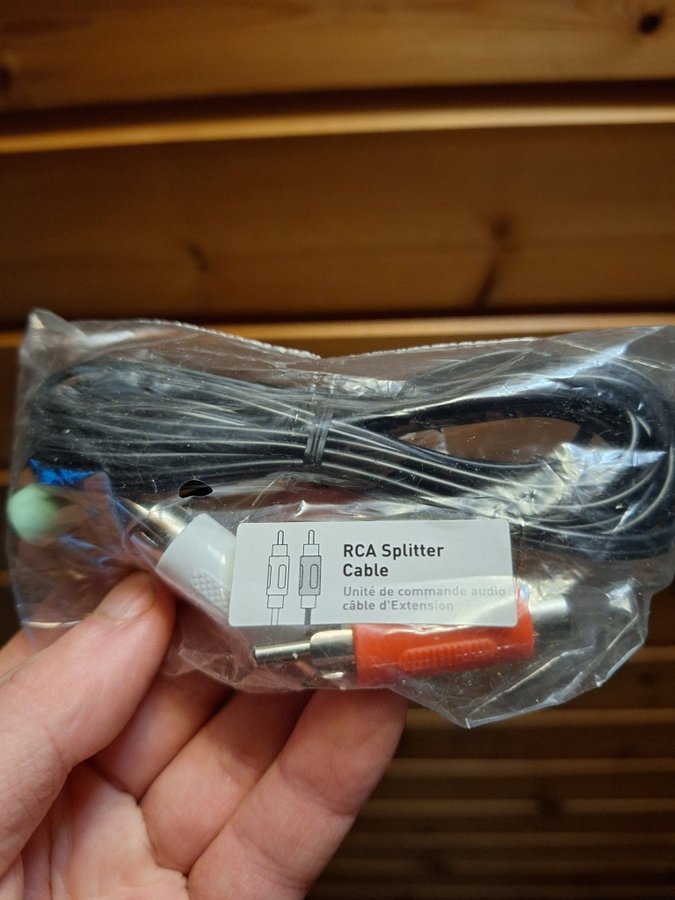 RCA Splitter
Cable
Unité de commande audio
câble d'Extension